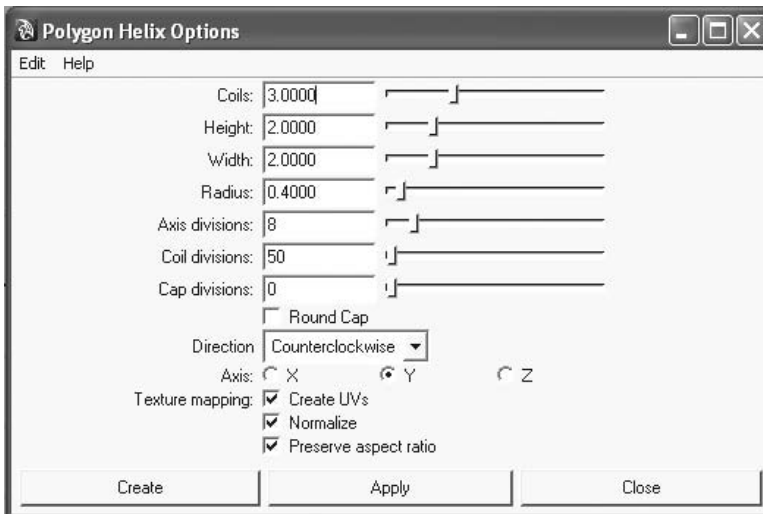 Polygon Helix Options
Edit Help
Coils: 3.0000
Height: 2.0000
Width: 2.0000
Radius: 0.4000
Axis divisions: 8
Coil divisions: 50
Cap divisions: 0
Round Cap
Direction Counterclockwise
Axis: X Y Z
Texture mapping: Create UVs
Normalize
Preserve aspect ratio
Create Apply Close